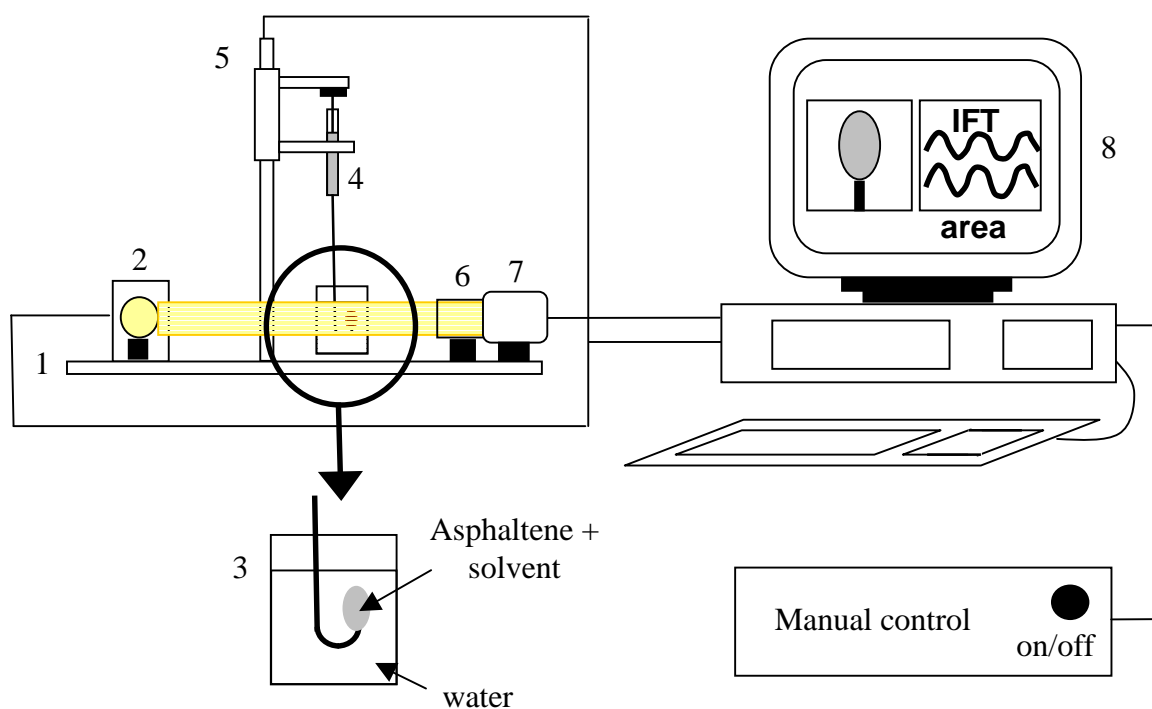 5
IFT
8
4
area
2
6
7
1
Asphaltene +
solvent
3
Manual control
on/off
water